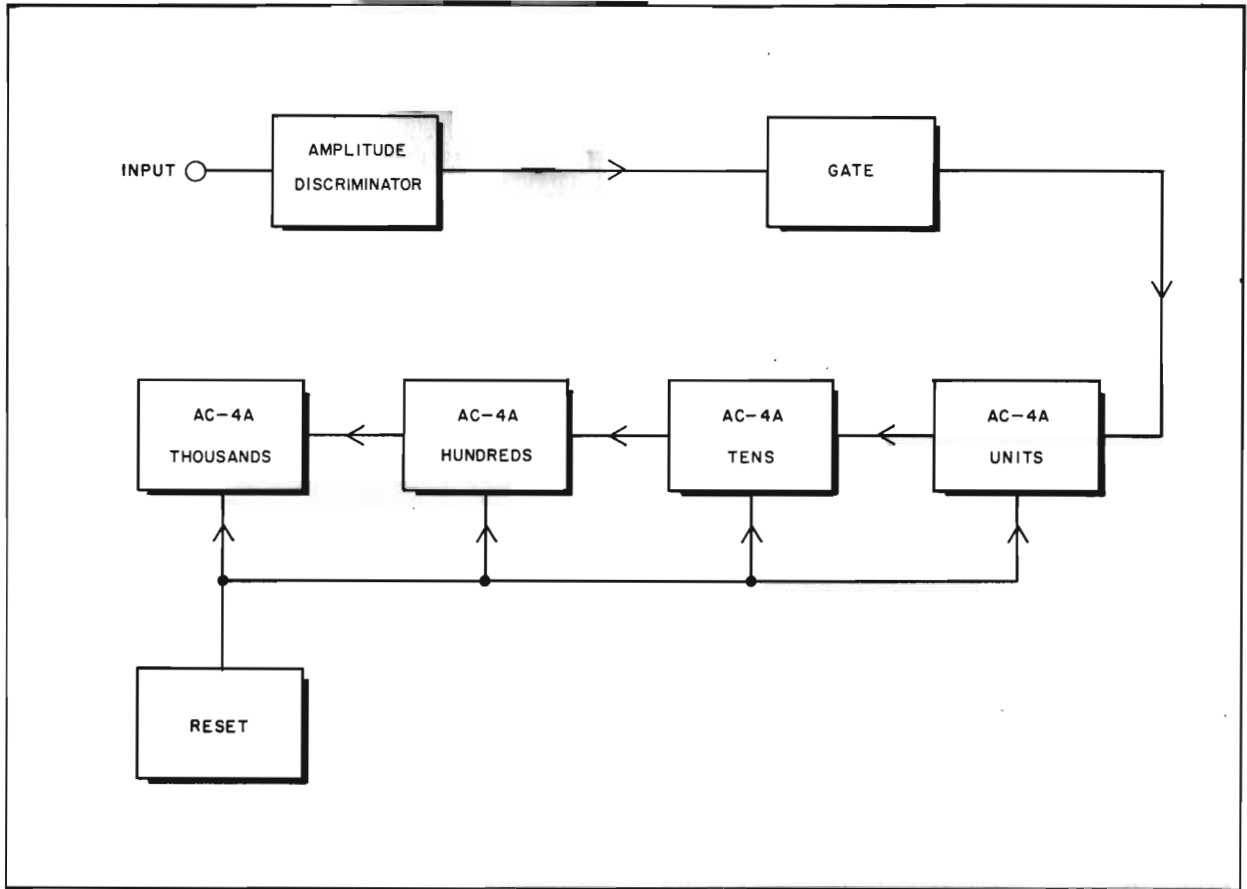 INPUT
AMPLITUDE
DISCRIMINATOR
GATE
AC-4A
THOUSANDS
AC-4A
HUNDREDS
AC-4A
TENS
AC-4A
UNITS
RESET